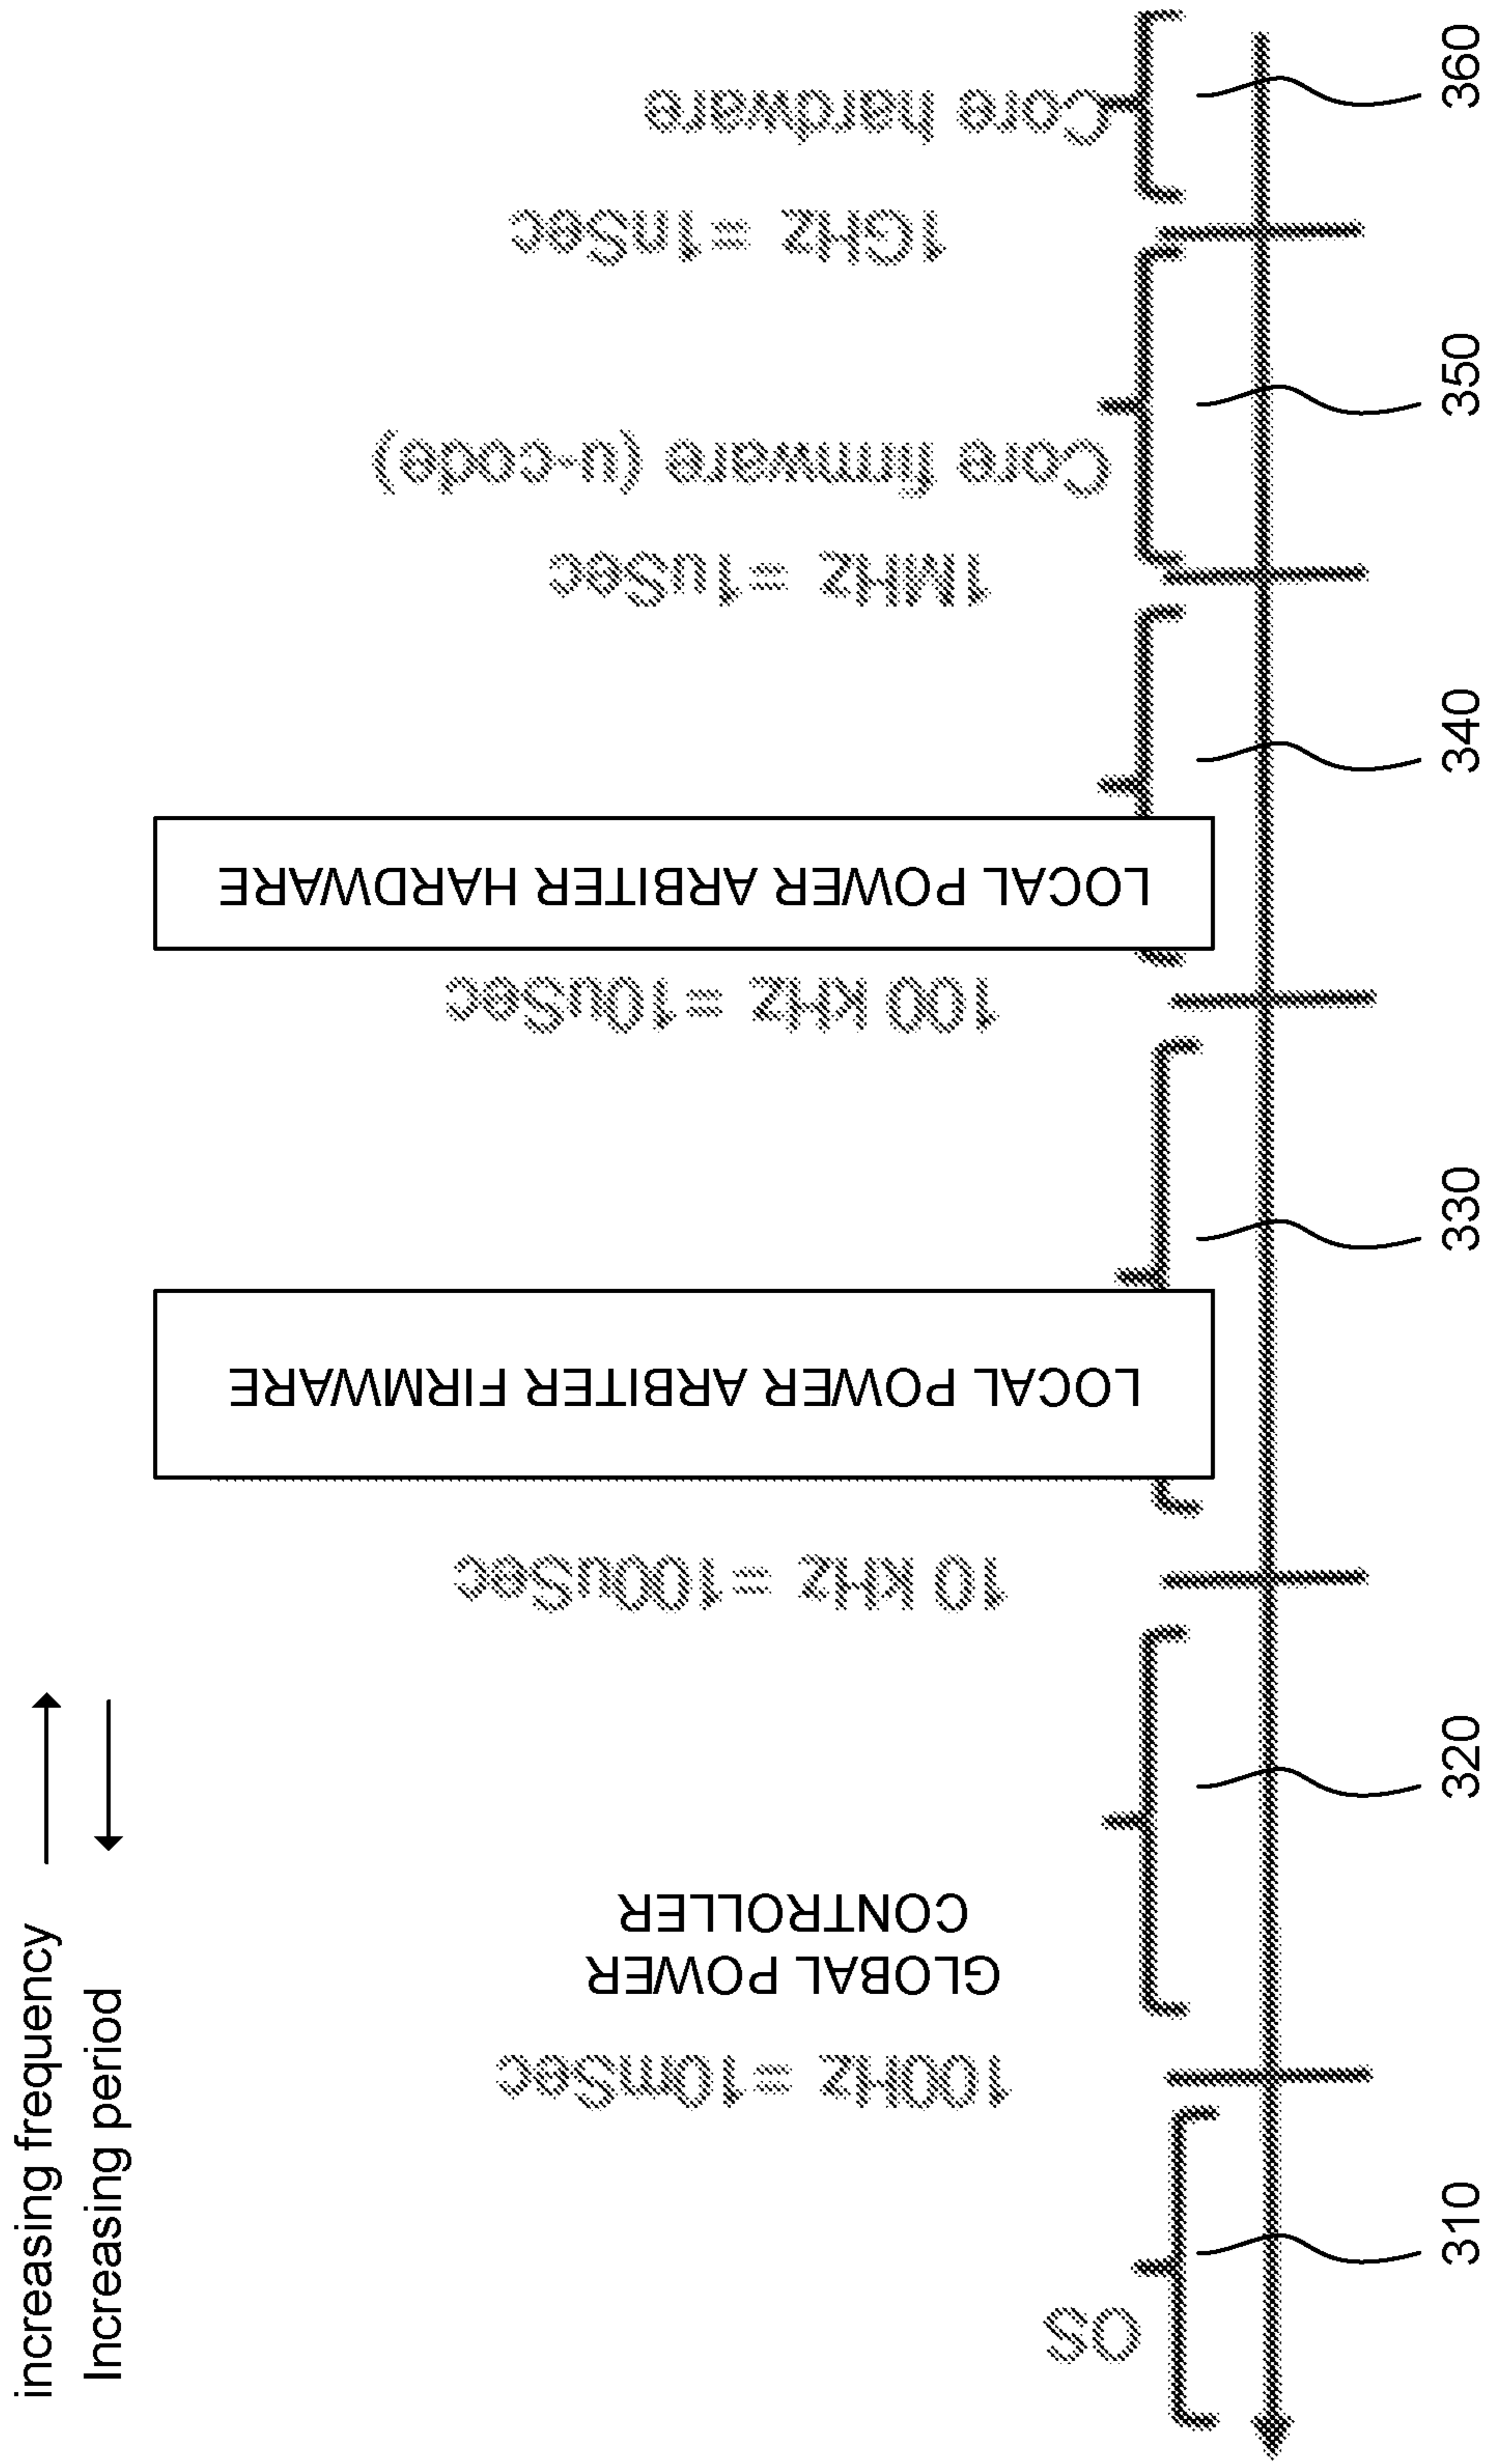 increasing frequency
Increasing period
OS
100Hz = 10mSec
GLOBAL POWER
CONTROLLER
10 kHz = 100uSec
LOCAL POWER ARBITER FIRMWARE
100 kHz = 10uSec
LOCAL POWER ARBITER HARDWARE
1MHz = 1uSec
Core firmware (u-code)
1GHz = 1nSec
Core hardware
310
320
330
340
350
360